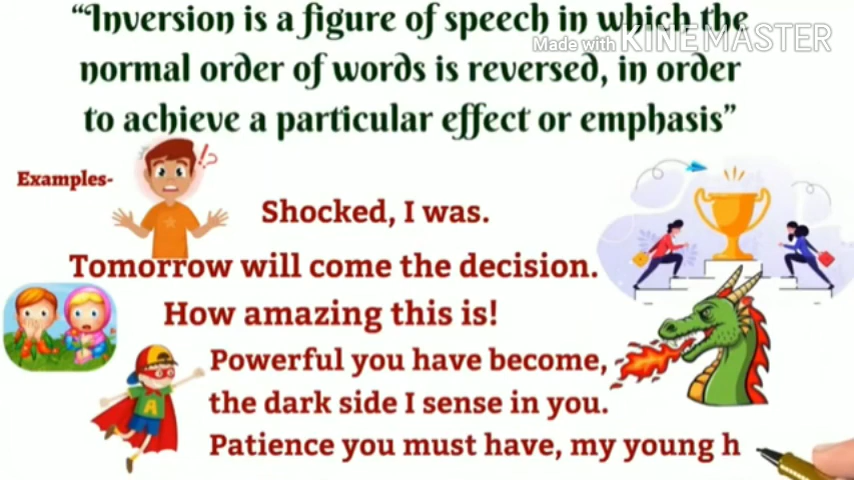 “Inversion is a figure of speech in which the
Made with KINEMASTER
normal order of words is reversed, in order
to achieve a particular effect or emphasis”
Examples-
!?
Shocked, I was.
Tomorrow will come the decision.
How amazing this is!
Powerful you have become,
the dark side I sense in you.
A
Patience you must have, my young h